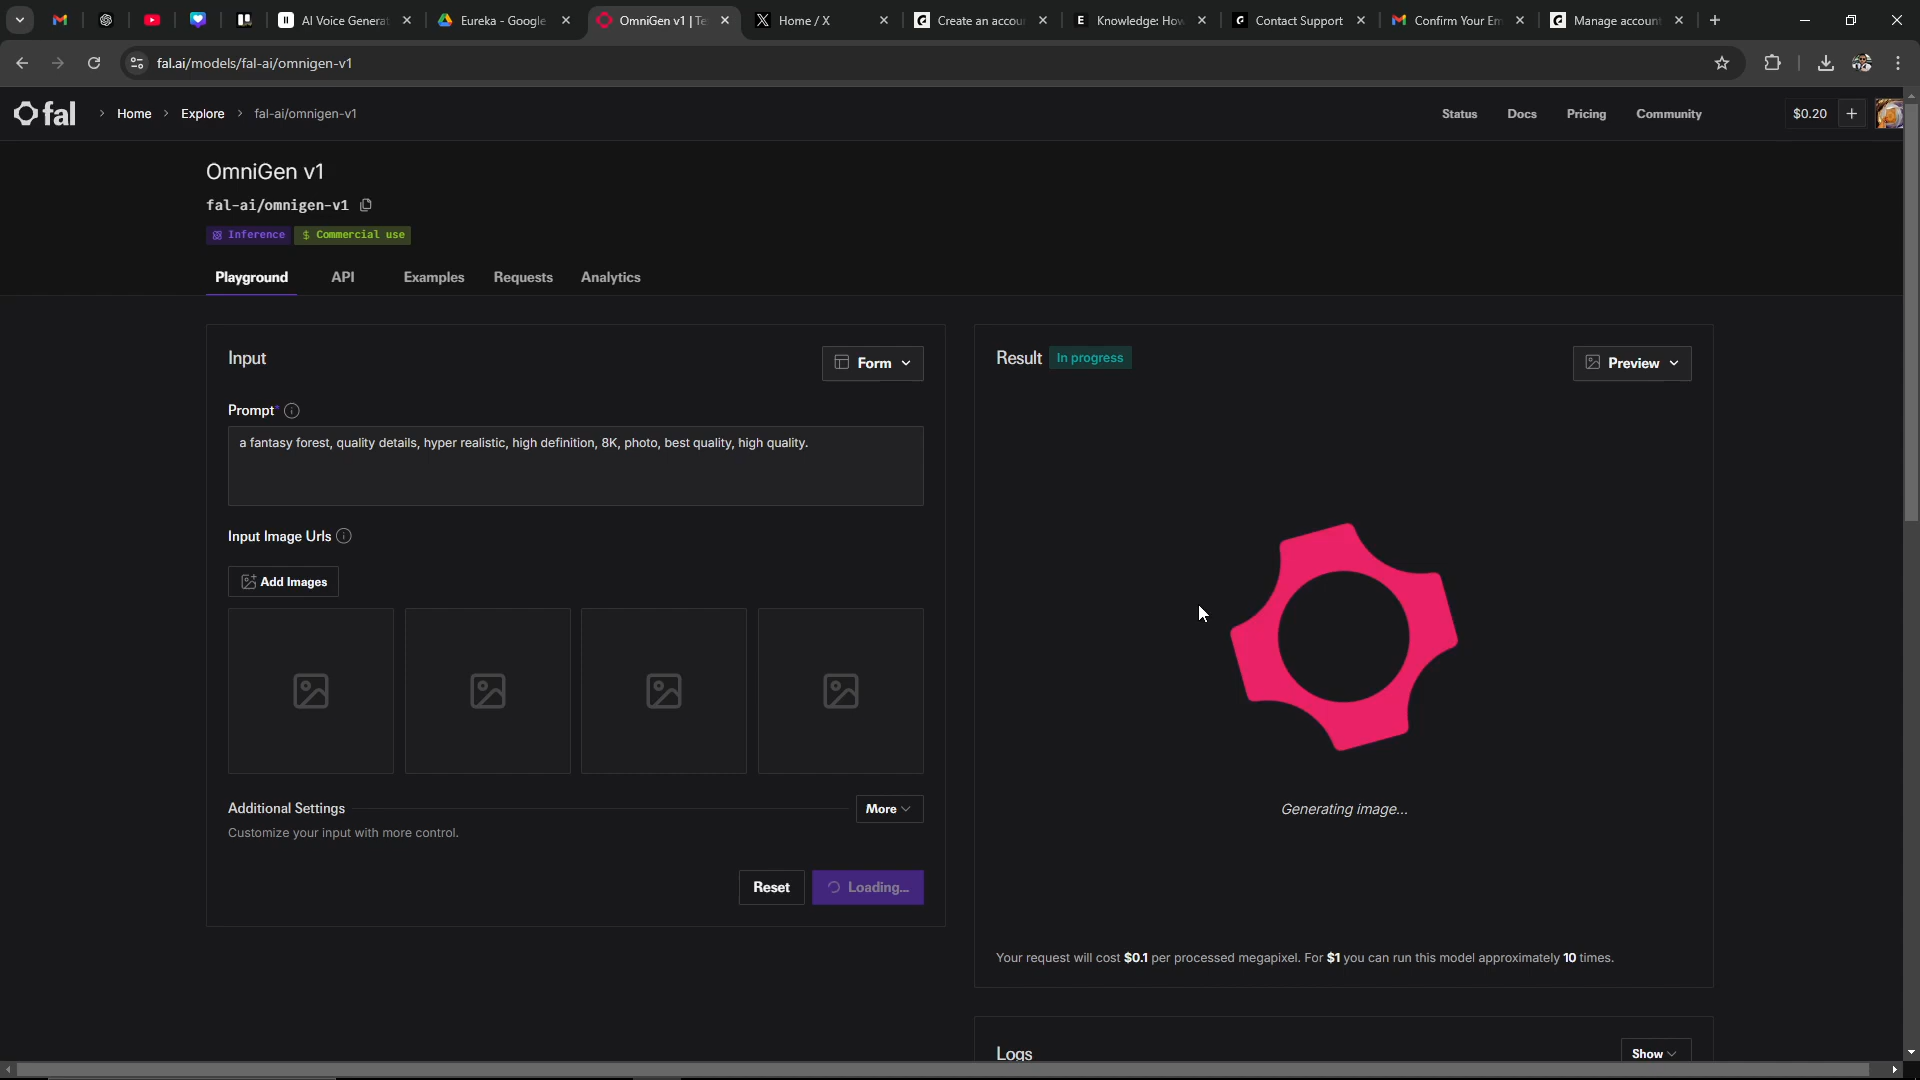 AI Voice Generat
Eureka - Google
OmniGen v1 | Te
Home / X
Create an accou
Knowledge: How
Contact Support
Confirm Your Em
Manage account
fal.ai/models/fal-ai/omnigen-v1
fal
Home
Explore
fal-ai/omnigen-v1
Status
Docs
Pricing
Community
$0.20
OmniGen v1
fal-ai/omnigen-v1
Inference
$ Commercial use
Playground
API
Examples
Requests
Analytics
Input
Form
Prompt*
a fantasy forest, quality details, hyper realistic, high definition, 8K, photo, best quality, high quality.
Input Image Urls
Add Images
Additional Settings
More
Customize your input with more control.
Reset
Loading...
Result
In progress
Preview
Generating image...
Your request will cost $0.1 per processed megapixel. For $1 you can run this model approximately 10 times.
Logs
Show